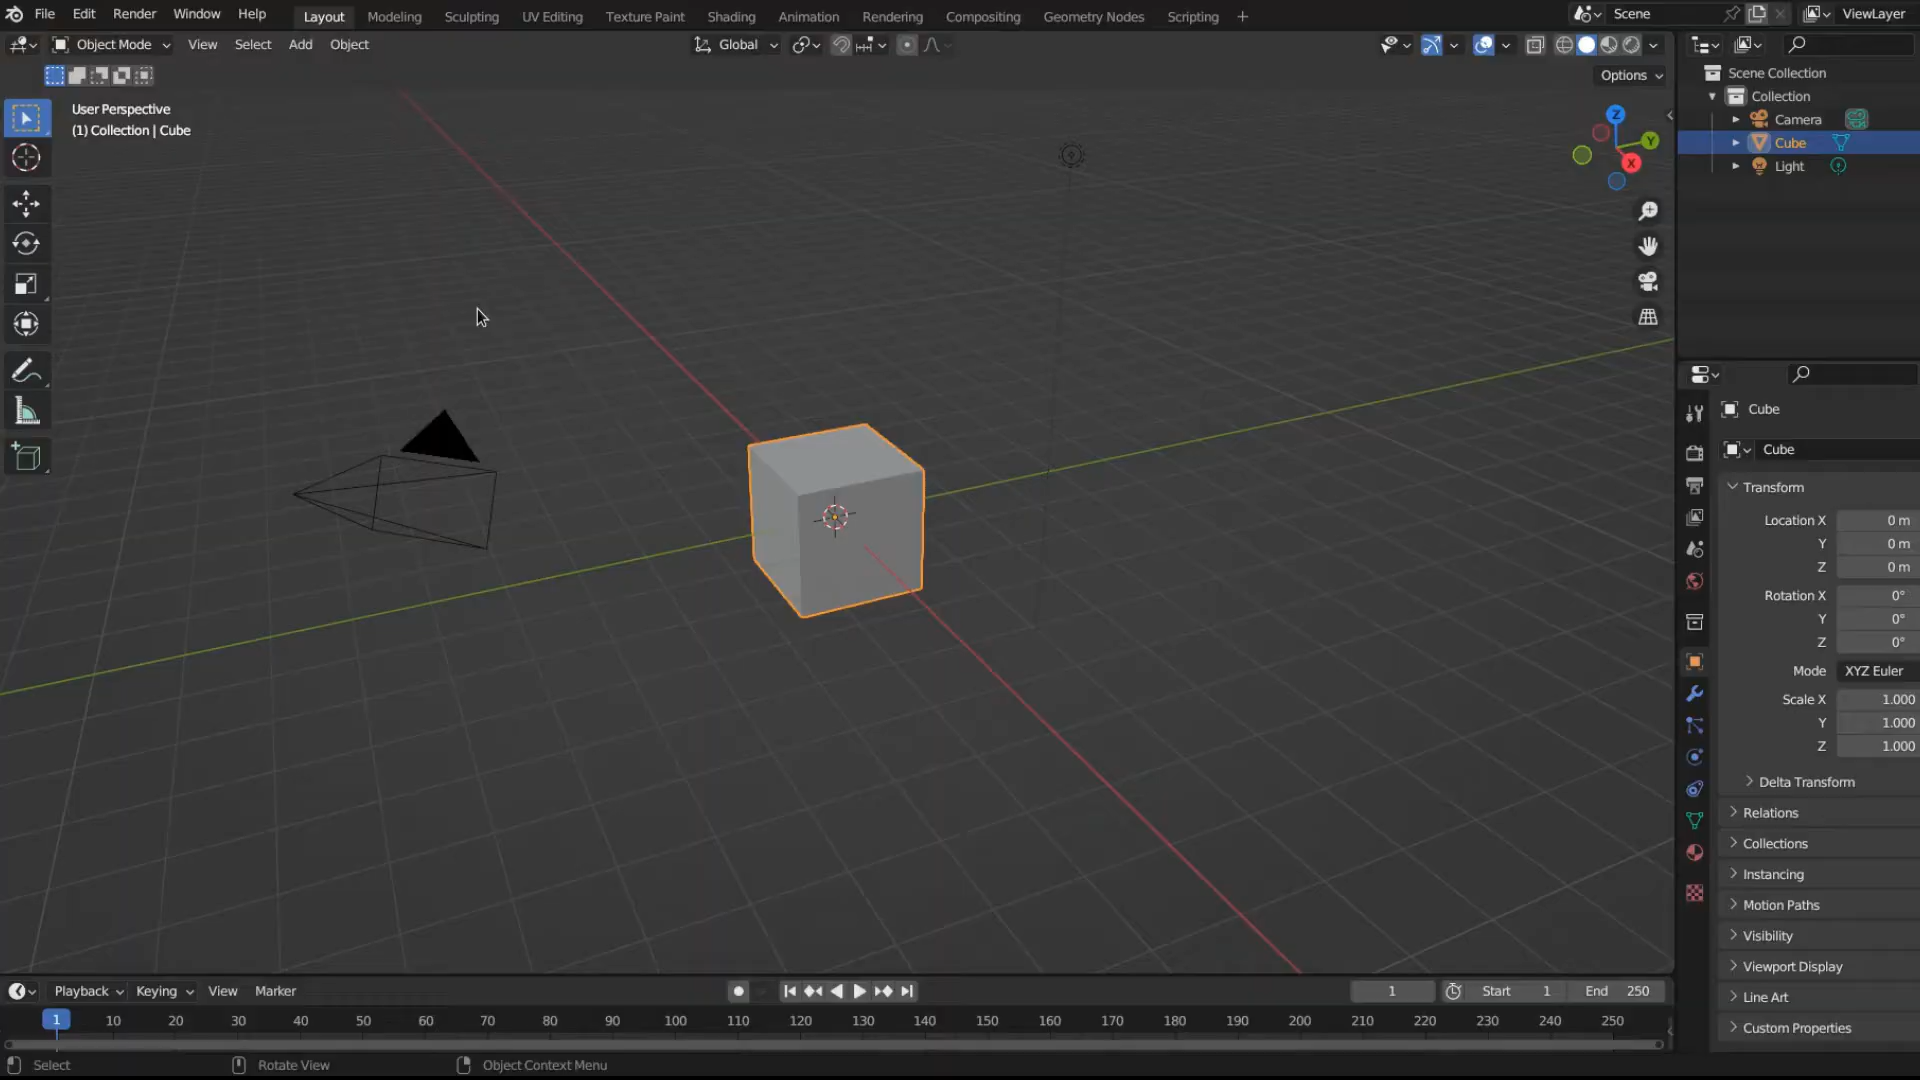 File Edit Render Window Help Layout Modeling Sculpting UV Editing Texture Paint Shading Animation Rendering Compositing Geometry Nodes Scripting + Scene ViewLayer
Object Mode View Select Add Object Global
Options
User Perspective
(1) Collection | Cube
Z
Y
X
Scene Collection
Collection
Camera
Cube
Light
Cube
Cube
Transform
Location X 0 m
Y 0 m
Z 0 m
Rotation X 0°
Y 0°
Z 0°
Mode XYZ Euler
Scale X 1.000
Y 1.000
Z 1.000
Delta Transform
Relations
Collections
Instancing
Motion Paths
Visibility
Viewport Display
Line Art
Custom Properties
Playback Keying View Marker 1 Start 1 End 250
1 10 20 30 40 50 60 70 80 90 100 110 120 130 140 150 160 170 180 190 200 210 220 230 240 250
Select Rotate View Object Context Menu